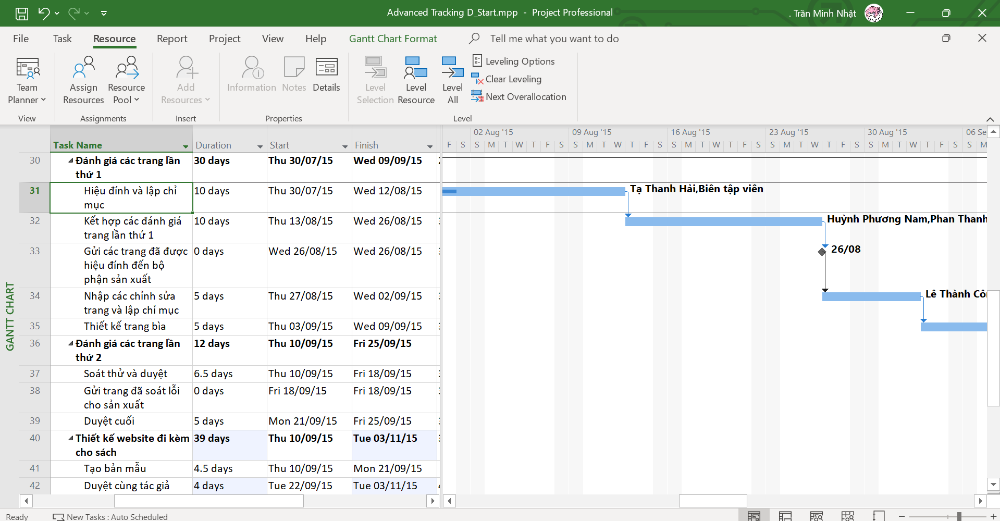 Advanced Tracking D_Start.mpp - Project Professional
. Trần Minh Nhật
File Task Resource Report Project View Help Gantt Chart Format Tell me what you want to do
Team Planner
View
Assign Resources
Resource Pool
Assignments
Add Resources
Insert
Information
Notes
Details
Properties
Level Selection
Level Resource
Level All
Leveling Options
Clear Leveling
Next Overallocation
Level
GANTT CHART
Task Name Duration Start Finish
30 Đánh giá các trang lần thứ 1 30 days Thu 30/07/15 Wed 09/09/15
31 Hiệu đính và lập chỉ mục 10 days Thu 30/07/15 Wed 12/08/15
32 Kết hợp các đánh giá trang lần thứ 1 10 days Thu 13/08/15 Wed 26/08/15
33 Gửi các trang đã được hiệu đính đến bộ phận sản xuất 0 days Wed 26/08/15 Wed 26/08/15
34 Nhập các chỉnh sửa trang và lập chỉ mục 5 days Thu 27/08/15 Wed 02/09/15
35 Thiết kế trang bìa 5 days Thu 03/09/15 Wed 09/09/15
36 Đánh giá các trang lần thứ 2 12 days Thu 10/09/15 Fri 25/09/15
37 Soát thử và duyệt 6.5 days Thu 10/09/15 Fri 18/09/15
38 Gửi trang đã soát lỗi cho sản xuất 0 days Fri 18/09/15 Fri 18/09/15
39 Duyệt cuối 5 days Mon 21/09/15 Fri 25/09/15
40 Thiết kế website đi kèm cho sách 39 days Thu 10/09/15 Tue 03/11/15
41 Tạo bản mẫu 4.5 days Thu 10/09/15 Mon 21/09/15
42 Duyệt cùng tác giả 4 days Tue 22/09/15 Tue 03/11/15
02 Aug '15 09 Aug '15 16 Aug '15 23 Aug '15 30 Aug '15 06 Se
F S S M T W T F S S M T W T F S S M T W T F S S M T W T F S S M T W T F S S M
Tạ Thanh Hải,Biên tập viên
Huỳnh Phương Nam,Phan Thanh
26/08
Lê Thành Cô
Ready New Tasks : Auto Scheduled